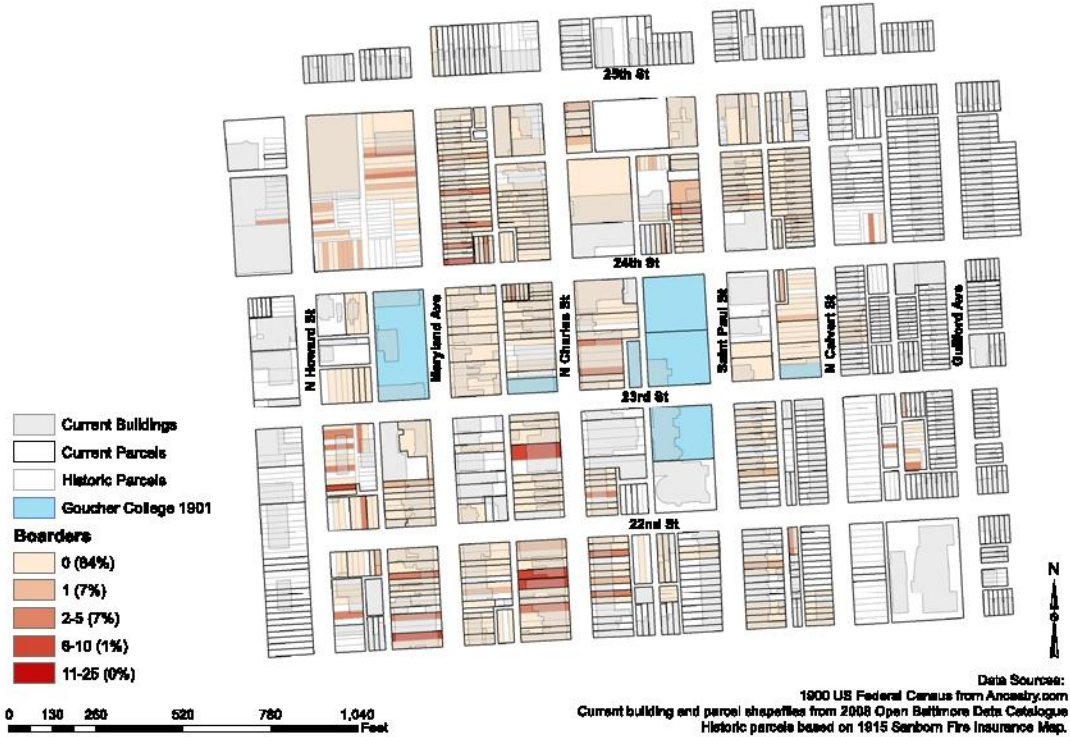 25th St
24th St
N Howard St
Maryland Ave
N Charles St
Saint Paul St
N Calvert St
Guilford Ave
23rd St
22nd St
Current Buildings
Current Parcels
Historic Parcels
Goucher College 1901
Boarders
0 (84%)
1 (7%)
2-5 (7%)
6-10 (1%)
11-25 (0%)
0 130 260 520 780 1,040
Feet
N
Data Sources:
1900 US Federal Census from Ancestry.com
Current building and parcel shapefiles from 2008 Open Baltimore Data Catalogue
Historic parcels based on 1915 Sanborn Fire Insurance Map.